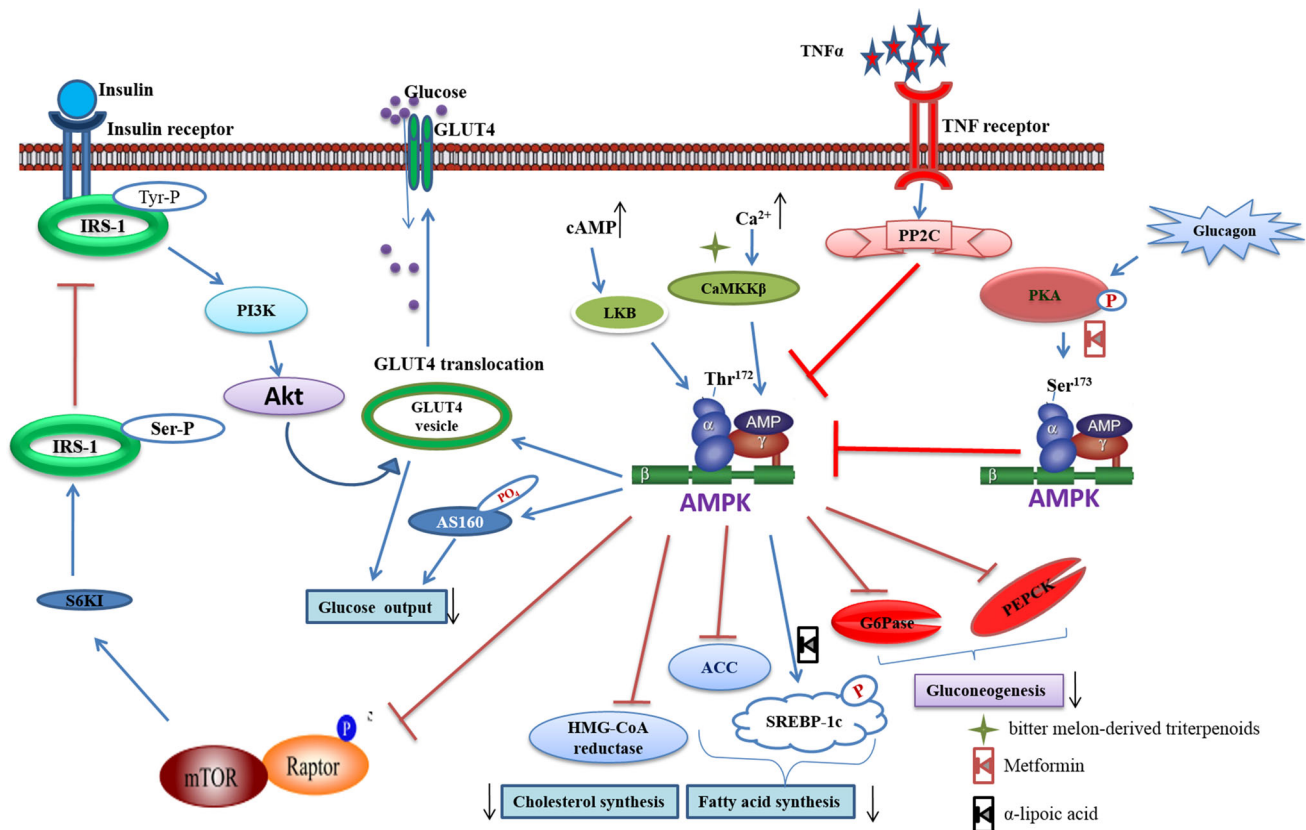 TNFα
Insulin
Glucose
Insulin receptor
GLUT4
TNF receptor
Tyr-P
IRS-1
cAMP
Ca2+
PP2C
Glucagon
CaMKKβ
PKA
P
PI3K
LKB
GLUT4 translocation
Thr172
Ser173
Akt
GLUT4
vesicle
Ser-P
IRS-1
α
AMP
γ
β
AMPK
α
AMP
γ
β
AMPK
PO4
AS160
S6KI
Glucose output
G6Pase
PEPCK
ACC
P
Gluconeogenesis
SREBP-1c
P
HMG-CoA
reductase
mTOR
Raptor
bitter melon-derived triterpenoids
Metformin
Cholesterol synthesis
Fatty acid synthesis
α-lipoic acid